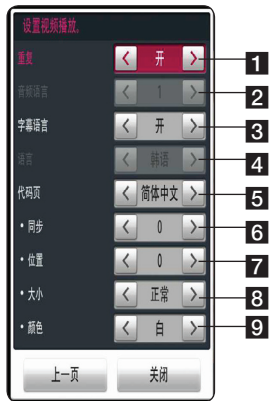 设置视频播放.
重复 < 开 > 1
音频语言 < 1 > 2
字幕语言 < 开 > 3
语言 < 韩语 > 4
代码页 < 简体中文 > 5
• 同步 < 0 > 6
• 位置 < 0 > 7
• 大小 < 正常 > 8
• 颜色 < 白 > 9
上一页 关闭